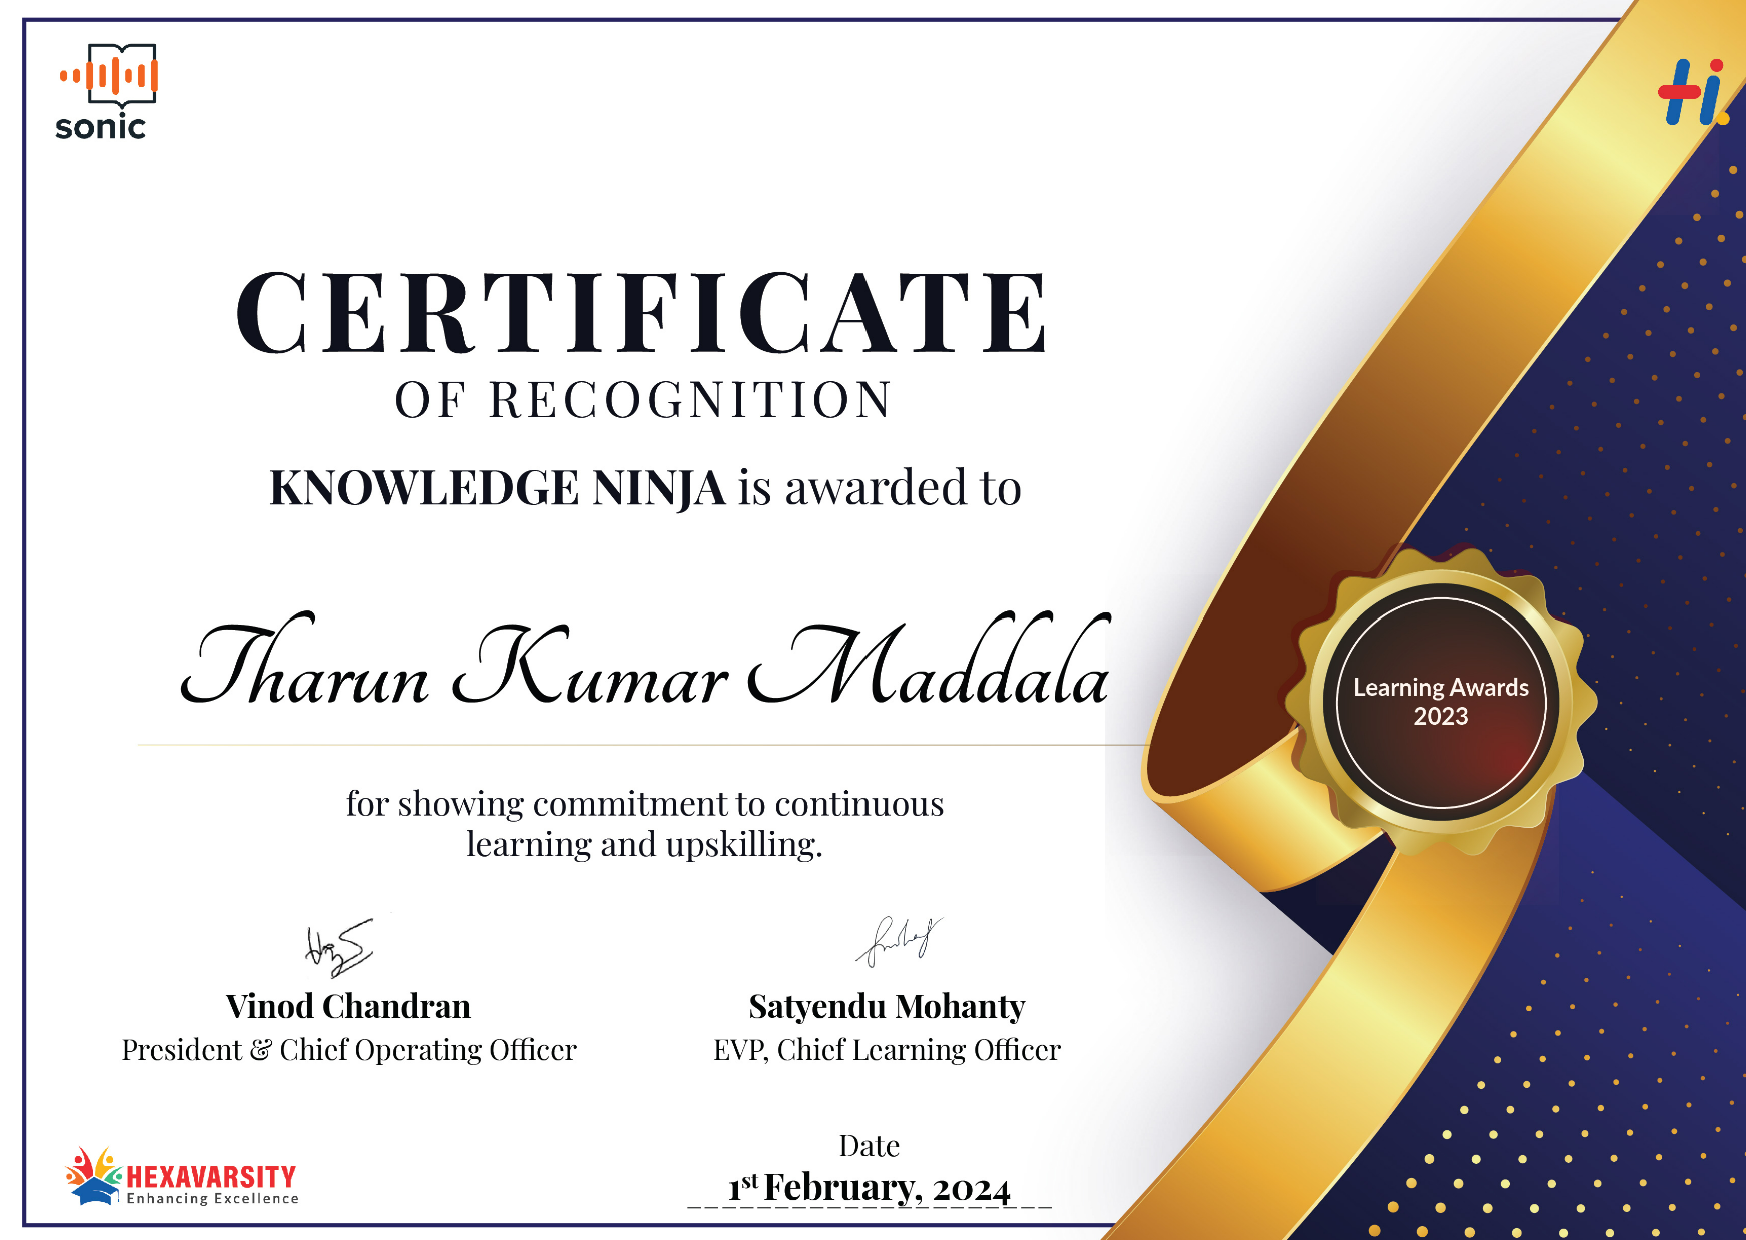 sonic
Hi.
CERTIFICATE
OF RECOGNITION
KNOWLEDGE NINJA is awarded to
Tharun Kumar Maddala
Learning Awards
2023
for showing commitment to continuous
learning and upskilling.
Vinod Chandran
President & Chief Operating Officer
Satyendu Mohanty
EVP, Chief Learning Officer
Date
1st February, 2024
HEXAVARSITY
Enhancing Excellence